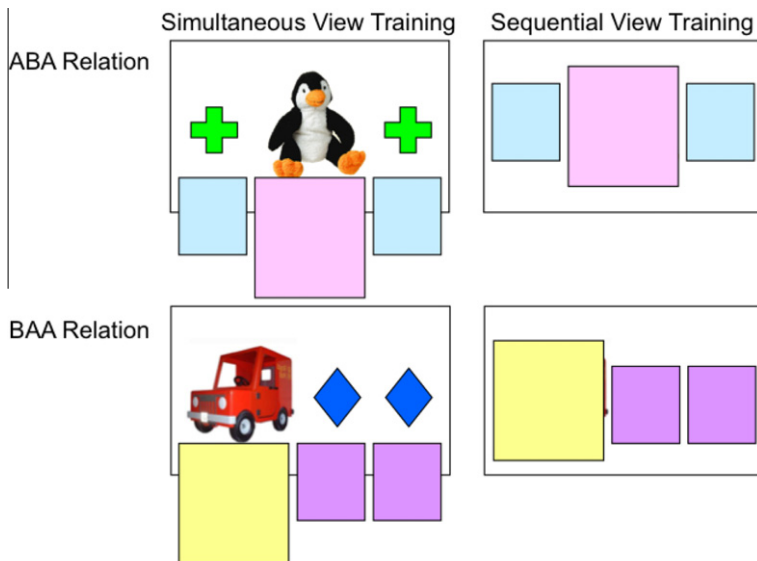 Simultaneous View Training
Sequential View Training
ABA Relation
BAA Relation